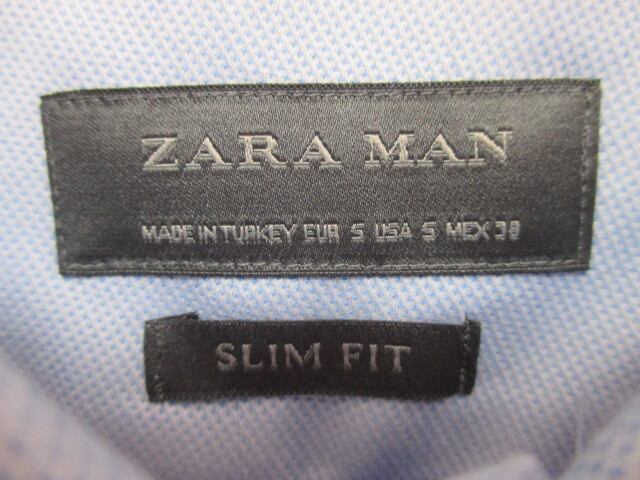 ZARA MAN
MADE IN TURKEY EUR S USA S MEX 38
SLIM FIT